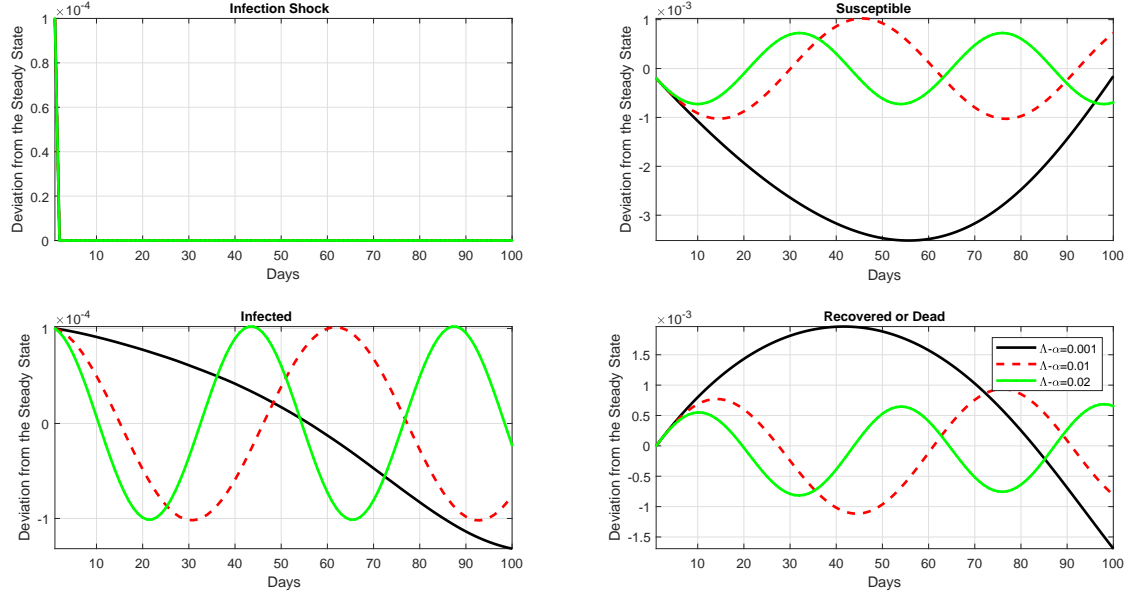 Infection Shock
×10⁻⁴
Deviation from the Steady State
1
0.8
0.6
0.4
0.2
0
10 20 30 40 50 60 70 80 90 100
Days
Susceptible
×10⁻³
Deviation from the Steady State
1
0
-1
-2
-3
10 20 30 40 50 60 70 80 90 100
Days
Infected
×10⁻⁴
Deviation from the Steady State
1
0
-1
10 20 30 40 50 60 70 80 90 100
Days
Recovered or Dead
×10⁻³
Deviation from the Steady State
1.5
1
0.5
0
-0.5
-1
-1.5
10 20 30 40 50 60 70 80 90 100
Days
Λ-α=0.001
Λ-α=0.01
Λ-α=0.02